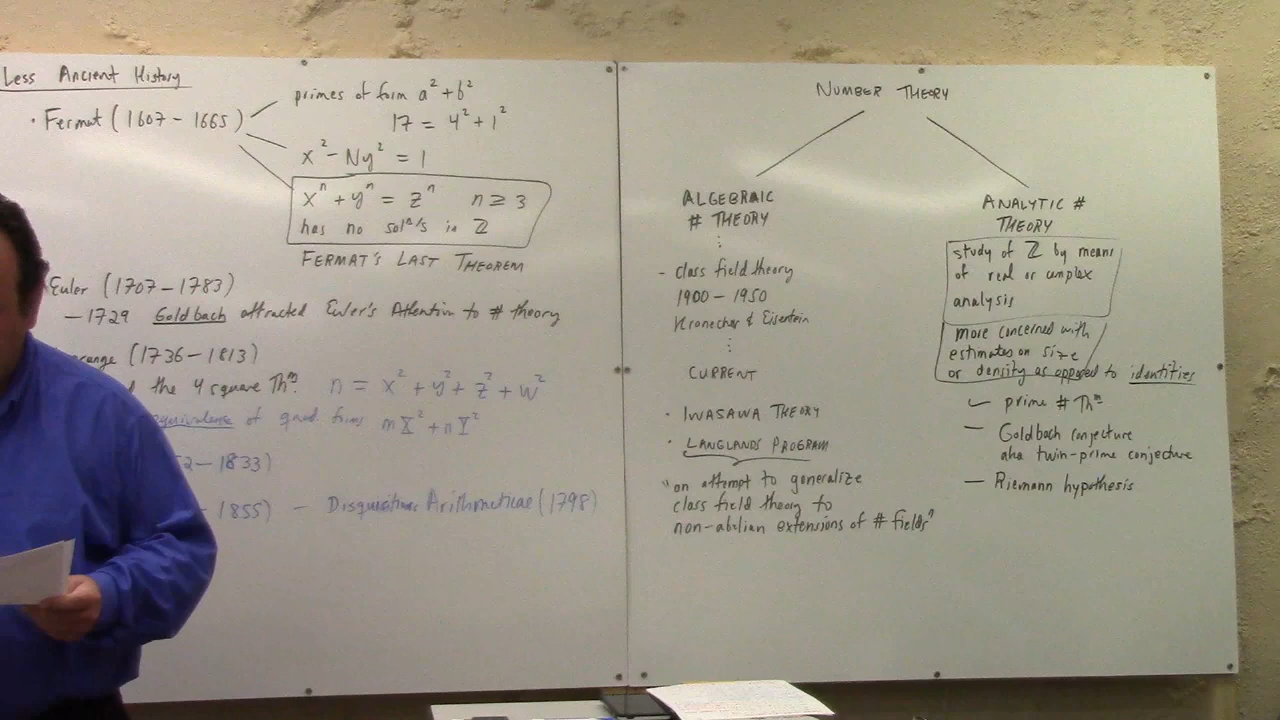 Less Ancient History
· Fermat (1607 – 1665)
primes of form a² + b²
17 = 4² + 1²
x² – Ny² = 1
xⁿ + yⁿ = zⁿ n ≥ 3
has no solⁿ/s in ℤ
FERMAT'S LAST THEOREM
Euler (1707 – 1783)
– 1729 Goldbach attracted Euler's Attention to # theory
range (1736 – 1813)
the 4 square Thᵐ. n = x² + y² + z² + w²
equivalence of quad. forms mX² + nY²
2 – 1833)
– 1855) – Disquisitiones Arithmeticae (1798)
NUMBER THEORY
ALGEBRAIC
# THEORY
⋮
– class field theory
1900 – 1950
Kronecker & Eisenstein
⋮
CURRENT
· IWASAWA THEORY
· LANGLANDS PROGRAM
"an attempt to generalize
class field theory to
non-abelian extensions of # fields"
ANALYTIC #
THEORY
study of ℤ by means
of real or complex
analysis
more concerned with
estimates on size
or density as opposed to identities
– prime # Thᵐ
– Goldbach conjecture
aka twin-prime conjecture
– Riemann hypothesis